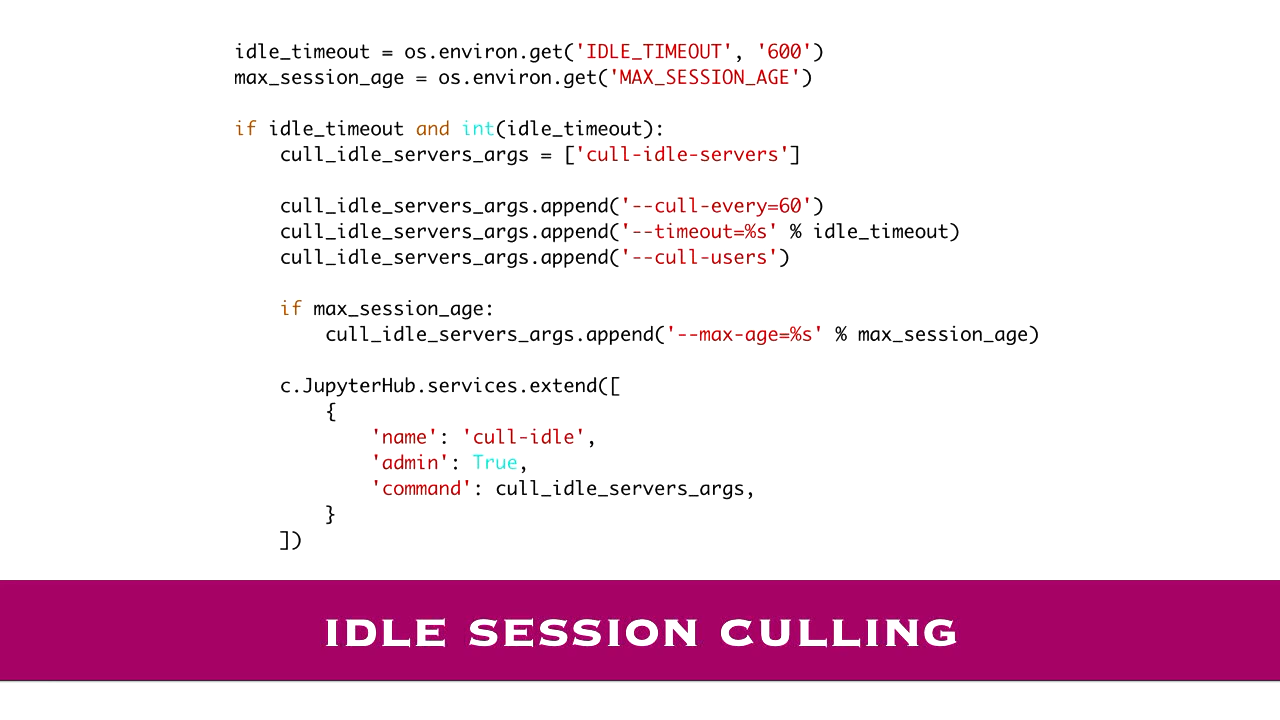 idle_timeout = os.environ.get('IDLE_TIMEOUT', '600')
max_session_age = os.environ.get('MAX_SESSION_AGE')

if idle_timeout and int(idle_timeout):
    cull_idle_servers_args = ['cull-idle-servers']

    cull_idle_servers_args.append('--cull-every=60')
    cull_idle_servers_args.append('--timeout=%s' % idle_timeout)
    cull_idle_servers_args.append('--cull-users')

    if max_session_age:
        cull_idle_servers_args.append('--max-age=%s' % max_session_age)

    c.JupyterHub.services.extend([
        {
            'name': 'cull-idle',
            'admin': True,
            'command': cull_idle_servers_args,
        }
    ])
IDLE SESSION CULLING